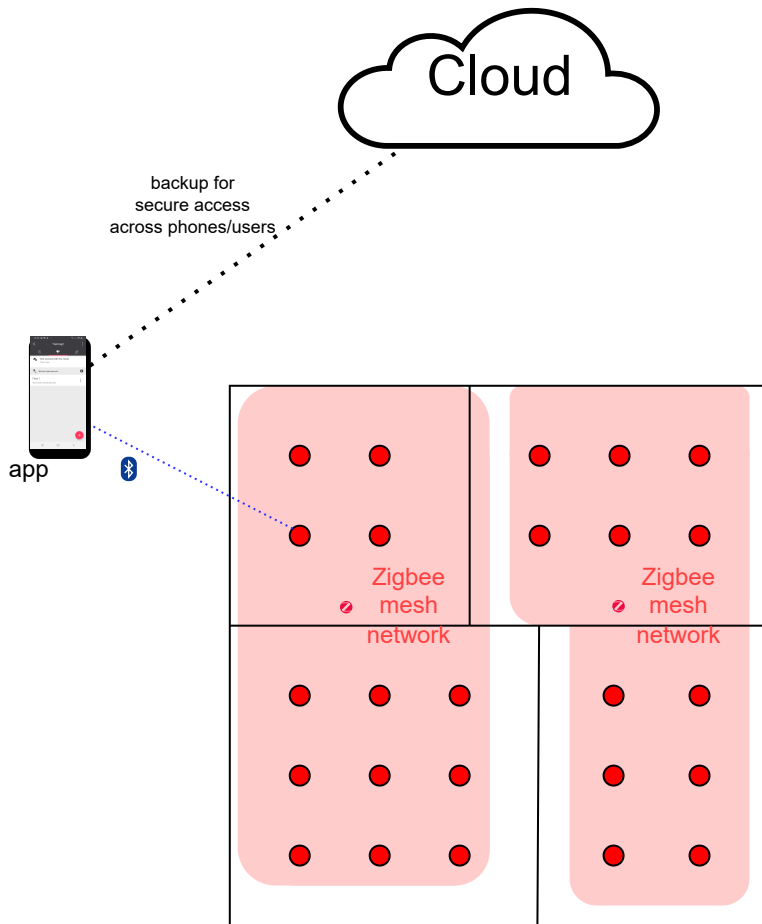 Cloud
backup for
secure access
across phones/users
app
Zigbee
mesh
network
Zigbee
mesh
network